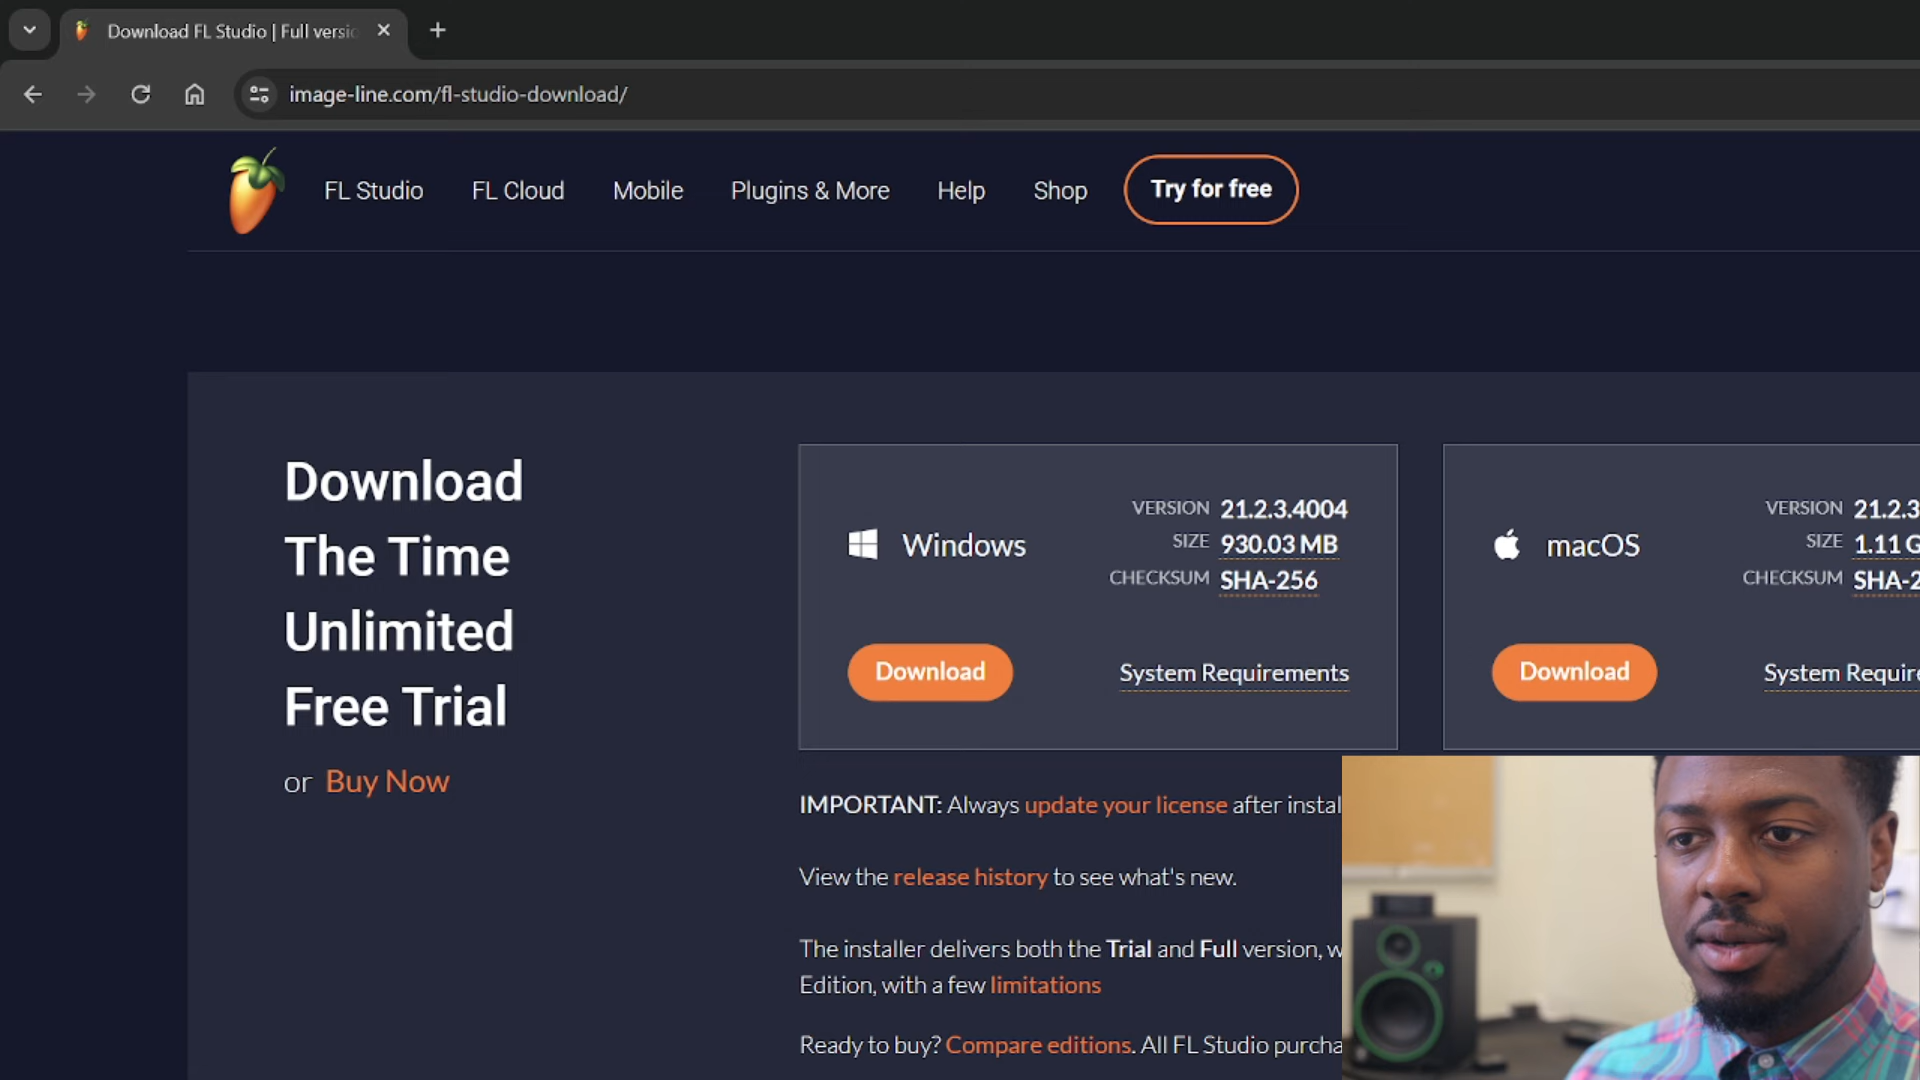 Download FL Studio | Full versio
image-line.com/fl-studio-download/
FL Studio FL Cloud Mobile Plugins & More Help Shop Try for free
Download
The Time
Unlimited
Free Trial
or Buy Now
Windows
VERSION 21.2.3.4004
SIZE 930.03 MB
CHECKSUM SHA-256
Download System Requirements
macOS
VERSION 21.2.3
SIZE 1.11 G
CHECKSUM SHA-2
Download System Require
IMPORTANT: Always update your license after instal
View the release history to see what's new.
The installer delivers both the Trial and Full version, w
Edition, with a few limitations
Ready to buy? Compare editions. All FL Studio purcha